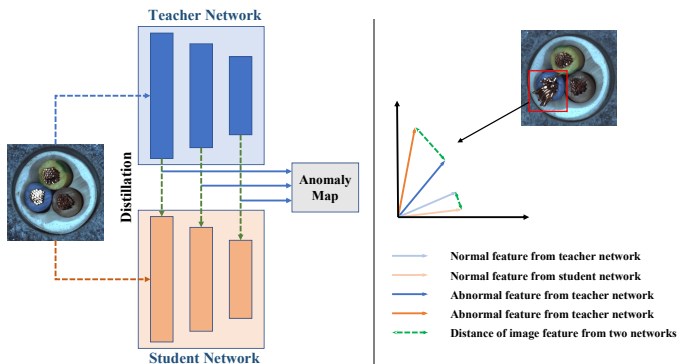 Teacher Network
Distillation
Anomaly
Map
Student Network
Normal feature from teacher network
Normal feature from student network
Abnormal feature from teacher network
Abnormal feature from teacher network
Distance of image feature from two networks